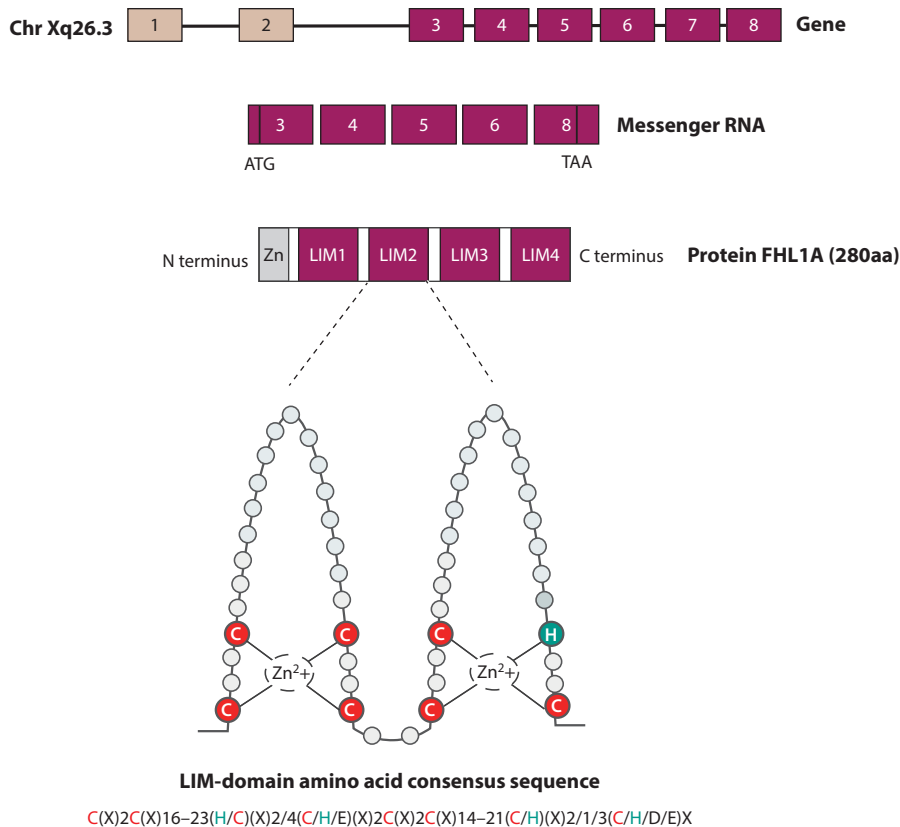 Chr Xq26.3 1 2 3 4 5 6 7 8 Gene
3 4 5 6 8 Messenger RNA
ATG TAA
N terminus Zn LIM1 LIM2 LIM3 LIM4 C terminus Protein FHL1A (280aa)
C C C H
Zn²+ Zn²+
C C C C
LIM-domain amino acid consensus sequence
C(X)2C(X)16–23(H/C)(X)2/4(C/H/E)(X)2C(X)2C(X)14–21(C/H)(X)2/1/3(C/H/D/E)X